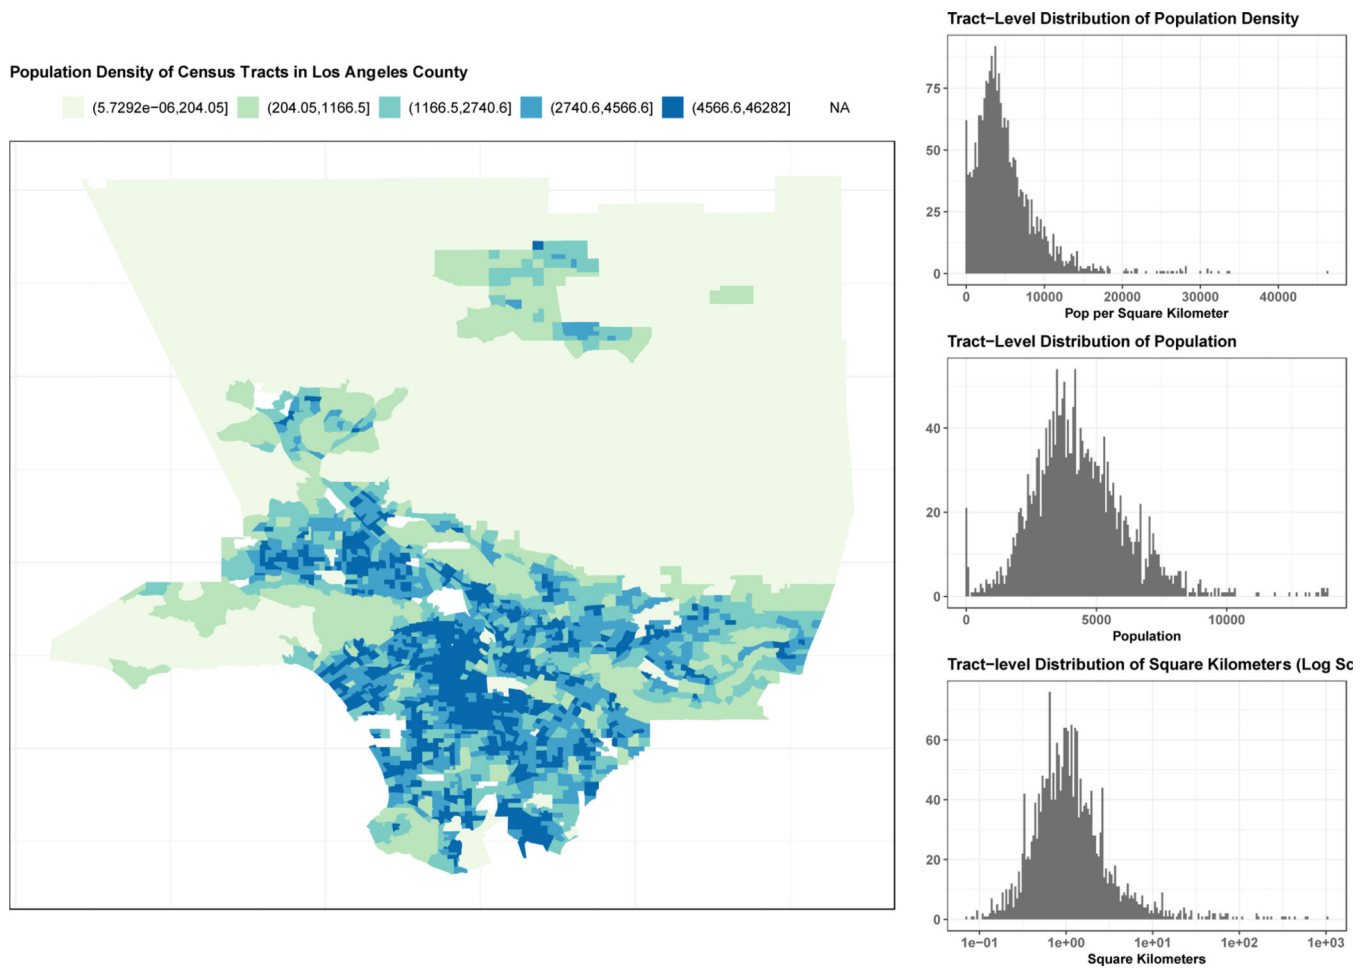 Population Density of Census Tracts in Los Angeles County
(5.7292e−06,204.05] (204.05,1166.5] (1166.5,2740.6] (2740.6,4566.6] (4566.6,46282] NA
Tract−Level Distribution of Population Density
75
50
25
0
0 10000 20000 30000 40000
Pop per Square Kilometer
Tract−Level Distribution of Population
40
20
0
0 5000 10000
Population
Tract−level Distribution of Square Kilometers (Log Sc
60
40
20
0
1e−01 1e+00 1e+01 1e+02 1e+03
Square Kilometers